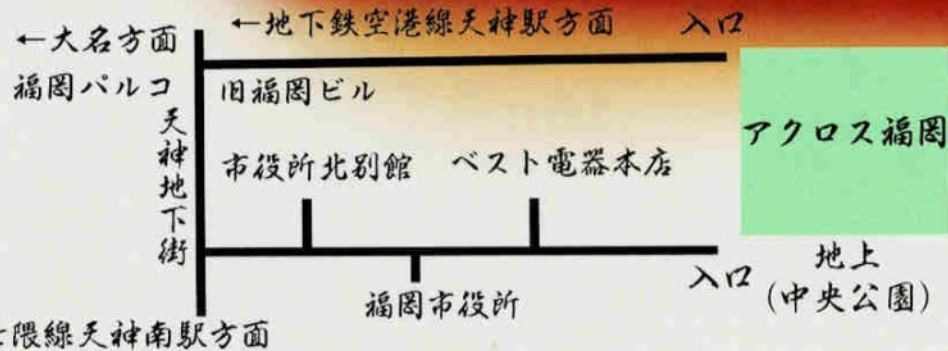 ←大名方面
←地下鉄空港線天神駅方面
入口
福岡パルコ
旧福岡ビル
天神地下街
アクロス福岡
市役所北別館
ベスト電器本店
入口
地上
(中央公園)
福岡市役所
隈線天神南駅方面